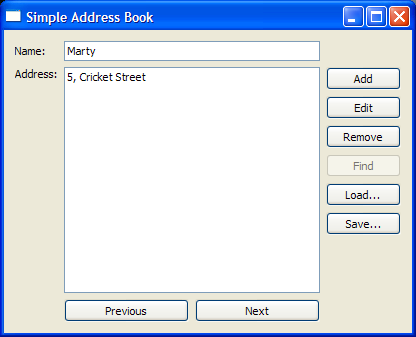 Simple Address Book
Name: Marty
Address: 5, Cricket Street
Add
Edit
Remove
Find
Load...
Save...
Previous Next